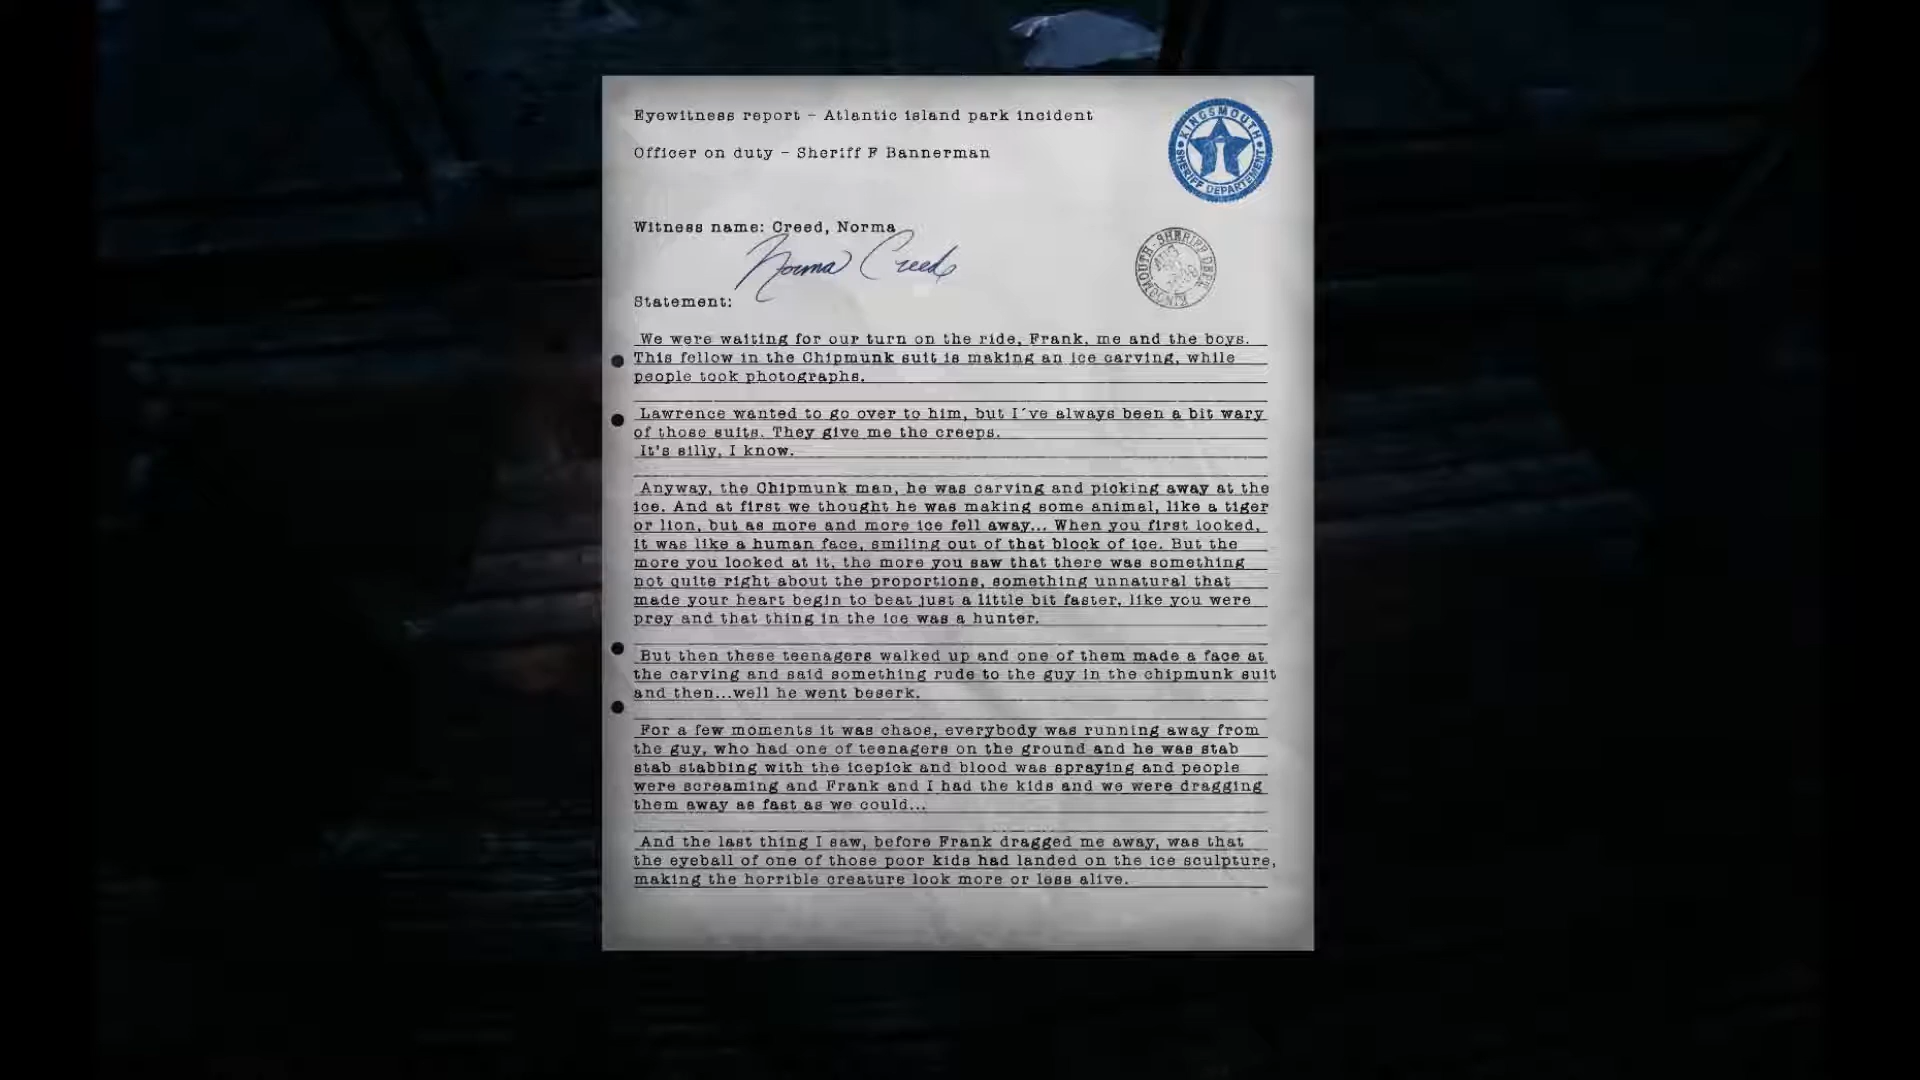 Eyewitness report - Atlantic island park incident
KINGSMOUTH
SHERIFF DEPARTEMENT
Officer on duty - Sheriff F Bannerman
Witness name: Creed, Norma
Norma Creed
KINGSMOUTH - SHERIFF DEPT.
Statement:
We were waiting for our turn on the ride, Frank, me and the boys.
This fellow in the Chipmunk suit is making an ice carving, while
people took photographs.
Lawrence wanted to go over to him, but I´ve always been a bit wary
of those suits. They give me the creeps.
It's silly, I know.
Anyway, the Chipmunk man, he was carving and picking away at the
ice. And at first we thought he was making some animal, like a tiger
or lion, but as more and more ice fell away... When you first looked,
it was like a human face, smiling out of that block of ice. But the
more you looked at it, the more you saw that there was something
not quite right about the proportions, something unnatural that
made your heart begin to beat just a little bit faster, like you were
prey and that thing in the ice was a hunter.
But then these teenagers walked up and one of them made a face at
the carving and said something rude to the guy in the chipmunk suit
and then...well he went beserk.
For a few moments it was chaos, everybody was running away from
the guy, who had one of teenagers on the ground and he was stab
stab stabbing with the icepick and blood was spraying and people
were screaming and Frank and I had the kids and we were dragging
them away as fast as we could...
And the last thing I saw, before Frank dragged me away, was that
the eyeball of one of those poor kids had landed on the ice sculpture,
making the horrible creature look more or less alive.